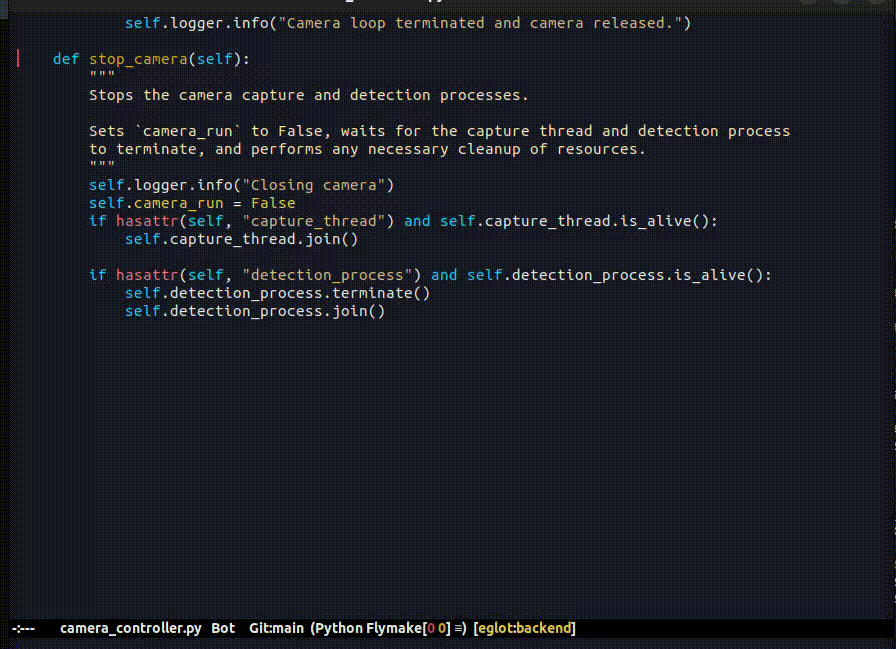 self.logger.info("Camera loop terminated and camera released.")
def stop_camera(self):
"""
Stops the camera capture and detection processes.
Sets `camera_run` to False, waits for the capture thread and detection process
to terminate, and performs any necessary cleanup of resources.
"""
self.logger.info("Closing camera")
self.camera_run = False
if hasattr(self, "capture_thread") and self.capture_thread.is_alive():
self.capture_thread.join()
if hasattr(self, "detection_process") and self.detection_process.is_alive():
self.detection_process.terminate()
self.detection_process.join()
-:--- camera_controller.py Bot Git:main (Python Flymake[0 0] ≡) [eglot:backend]